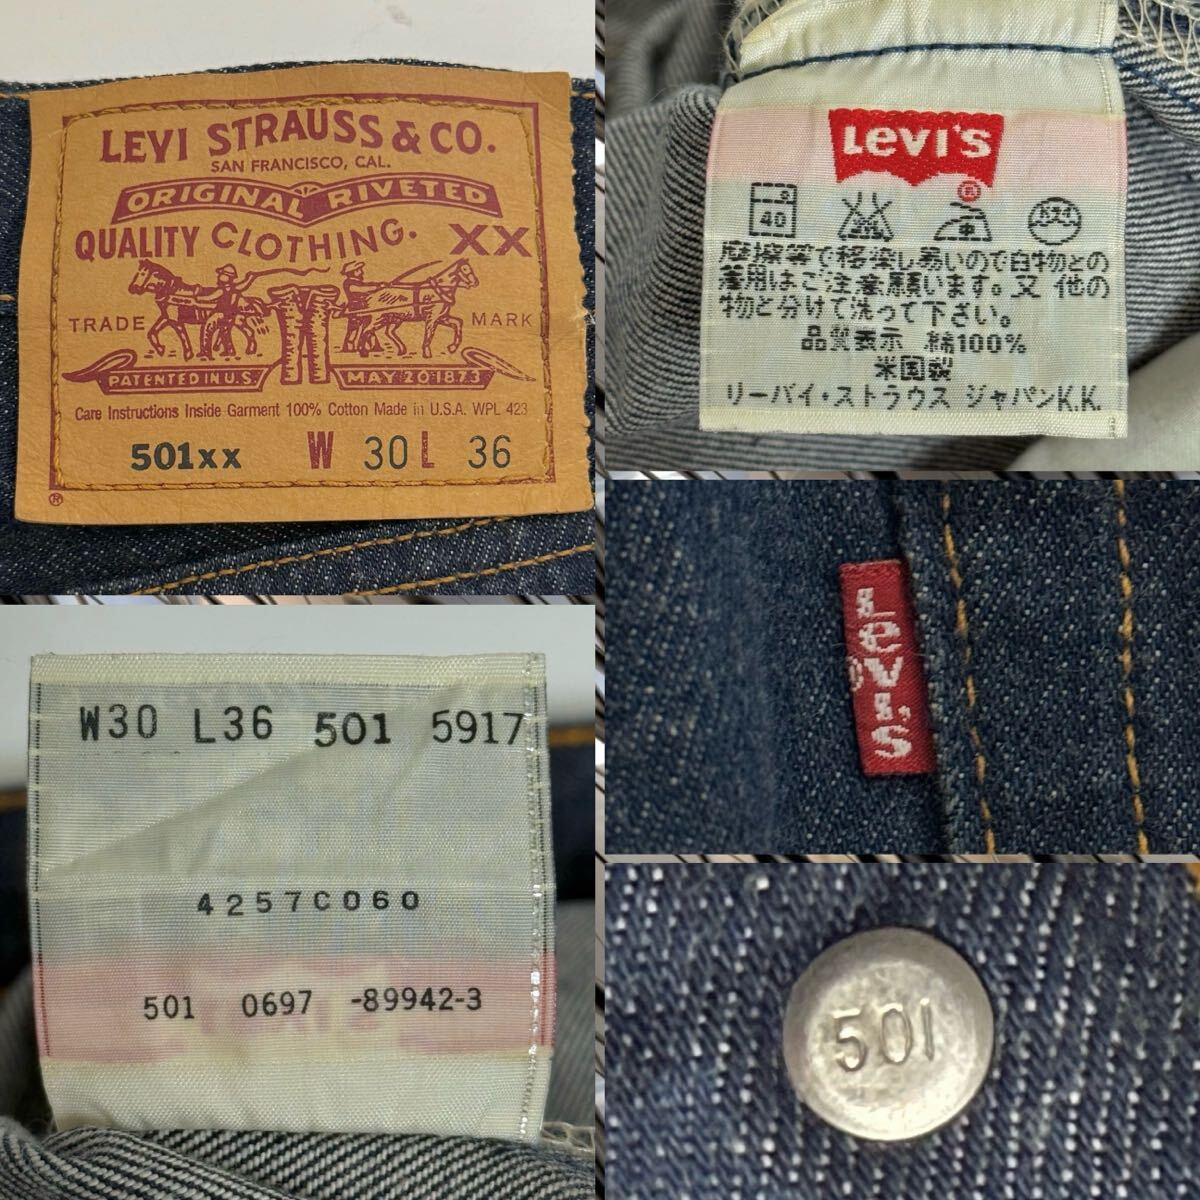 LEVI STRAUSS & CO.
SAN FRANCISCO, CAL.
ORIGINAL RIVETED
QUALITY CLOTHING. XX
TRADE MARK
PATENTED IN U.S. MAY 20 1873
Care Instructions Inside Garment 100% Cotton Made in U.S.A. WPL 423
501xx W 30 L 36
®
Levi's
®
40
摩擦等で移染し易いので白物との
着用はご注意願います。又 他の
物と分けて洗って下さい。
品質表示 綿100%
米国製
リーバイ・ストラウス ジャパンK.K.
Levi's
®
W30 L36 501 5917
4257C060
501 0697 -89942-3
501